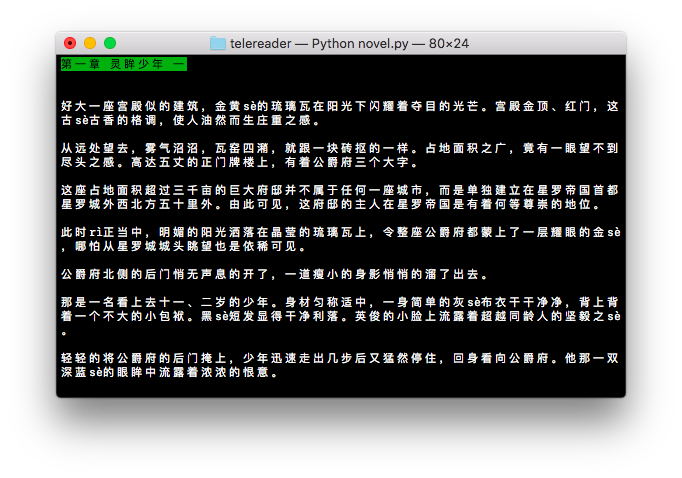 telereader — Python novel.py — 80×24
第一章 灵眸少年 一
好大一座宫殿似的建筑，金黄sè的琉璃瓦在阳光下闪耀着夺目的光芒。宫殿金顶、红门，这
古sè古香的格调，使人油然而生庄重之感。
从远处望去，雾气沼沼，瓦窑四潲，就跟一块砖抠的一样。占地面积之广，竟有一眼望不到
尽头之感。高达五丈的正门牌楼上，有着公爵府三个大字。
这座占地面积超过三千亩的巨大府邸并不属于任何一座城市，而是单独建立在星罗帝国首都
星罗城外西北方五十里外。由此可见，这府邸的主人在星罗帝国是有着何等尊崇的地位。
此时rì正当中，明媚的阳光洒落在晶莹的琉璃瓦上，令整座公爵府都蒙上了一层耀眼的金sè
，哪怕从星罗城城头眺望也是依稀可见。
公爵府北侧的后门悄无声息的开了，一道瘦小的身影悄悄的溜了出去。
那是一名看上去十一、二岁的少年。身材匀称适中，一身简单的灰sè布衣干干净净，背上背
着一个不大的小包袱。黑sè短发显得干净利落。英俊的小脸上流露着超越同龄人的坚毅之sè
。
轻轻的将公爵府的后门掩上，少年迅速走出几步后又猛然停住，回身看向公爵府。他那一双
深蓝sè的眼眸中流露着浓浓的恨意。